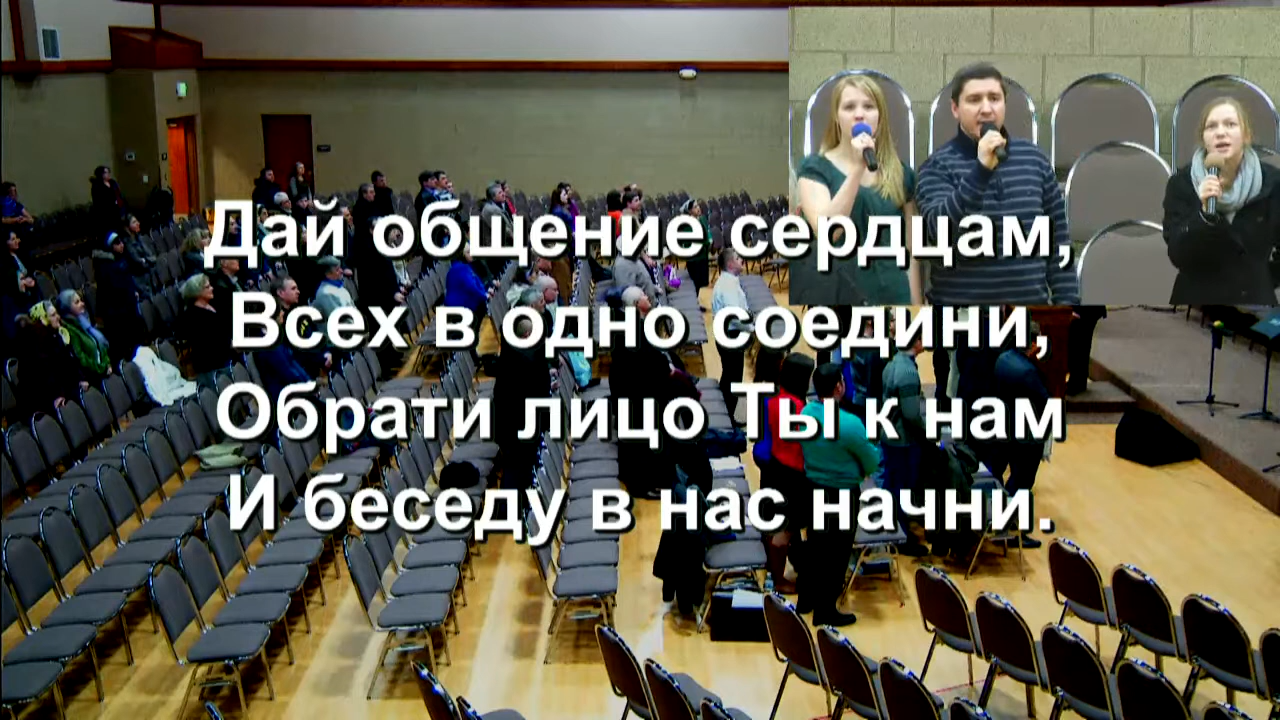 Дай общение сердцам,
Всех в одно соедини,
Обрати лицо Ты к нам
И беседу в нас начни.